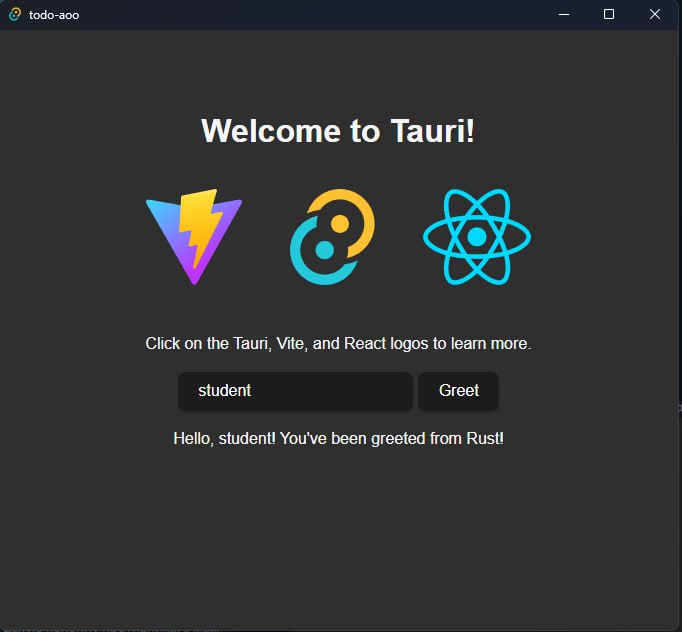 todo-aoo
Welcome to Tauri!
Click on the Tauri, Vite, and React logos to learn more.
student
Greet
Hello, student! You've been greeted from Rust!